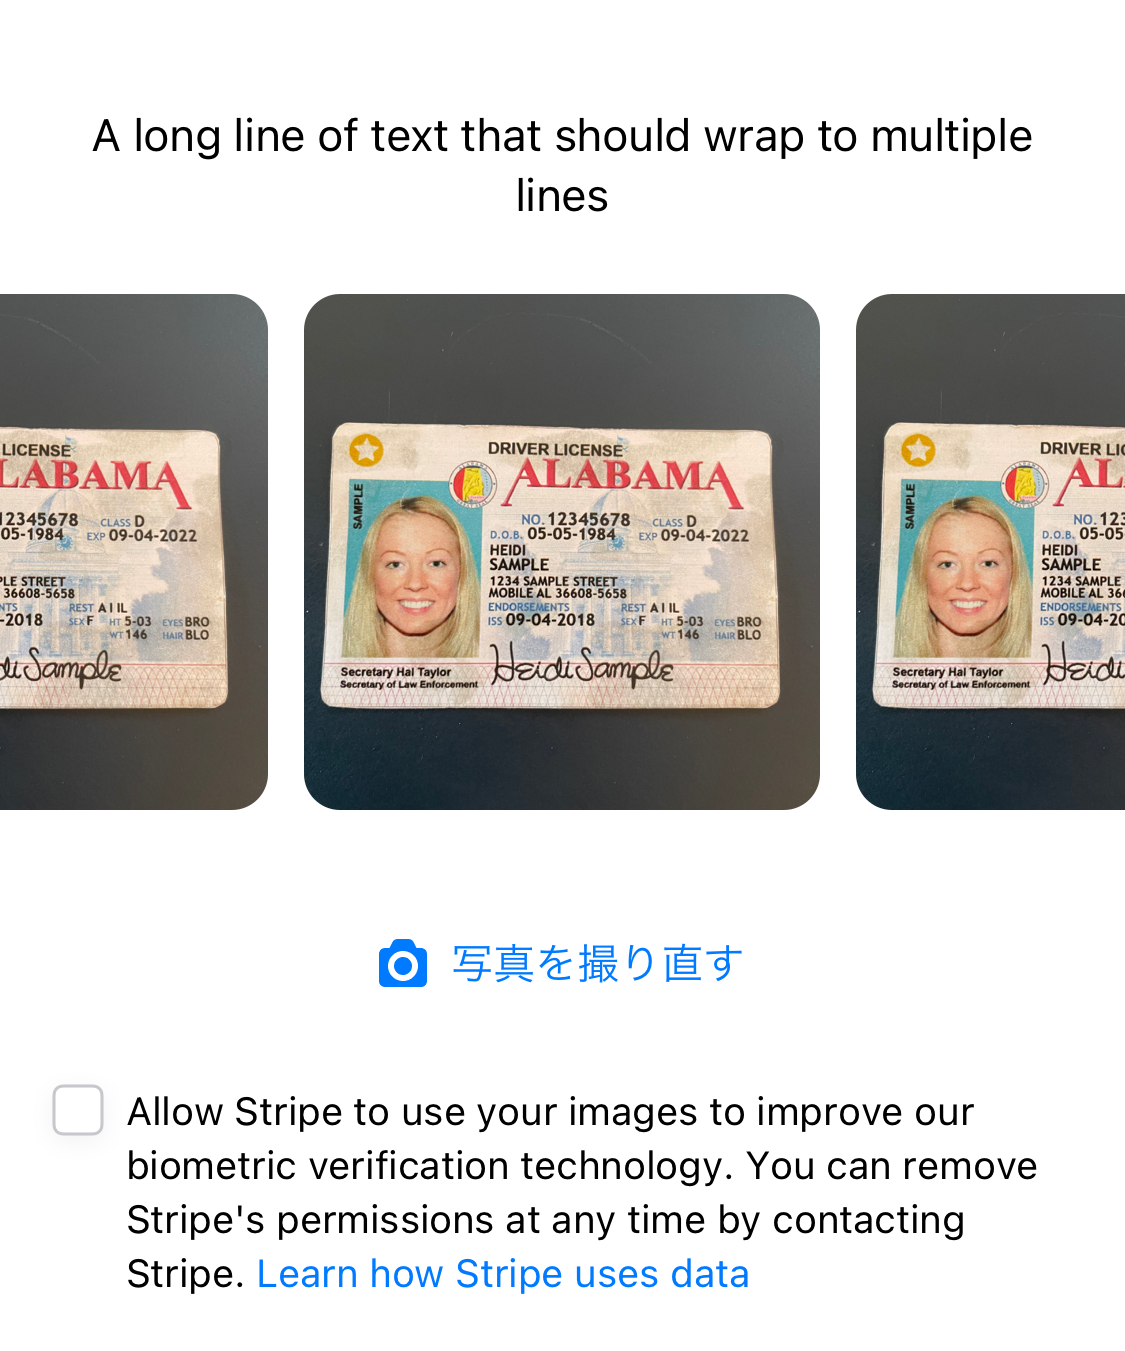 A long line of text that should wrap to multiple
lines
LICENSE
LABAMA
12345678 CLASS D
05-1984 EXP 09-04-2022
PLE STREET
36608-5658
NTS REST A I IL
-2018 SEX F HT 5-03 EYES BRO
WT 146 HAIR BLO
di Sample
DRIVER LICENSE
ALABAMA
SAMPLE
NO. 12345678 CLASS D
D.O.B. 05-05-1984 EXP 09-04-2022
HEIDI
SAMPLE
1234 SAMPLE STREET
MOBILE AL 36608-5658
ENDORSEMENTS REST A I IL
ISS 09-04-2018 SEX F HT 5-03 EYES BRO
WT 146 HAIR BLO
Heidi Sample
Secretary Hal Taylor
Secretary of Law Enforcement
DRIVER LIC
AL
SAMPLE
NO. 123
D.O.B. 05-05
HEIDI
SAMPLE
1234 SAMPLE
MOBILE AL 366
ENDORSEMENTS
ISS 09-04-20
Heidi
Secretary Hal Taylor
Secretary of Law Enforcement
写真を撮り直す
Allow Stripe to use your images to improve our
biometric verification technology. You can remove
Stripe's permissions at any time by contacting
Stripe. Learn how Stripe uses data